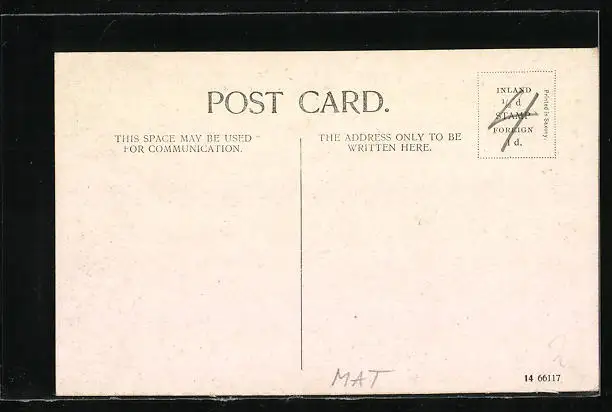 POST CARD.
THIS SPACE MAY BE USED
FOR COMMUNICATION.
THE ADDRESS ONLY TO BE
WRITTEN HERE.
INLAND
½ d
STAMP
FOREIGN
1 d.
Printed in Saxony.
4
MAT
14 66117